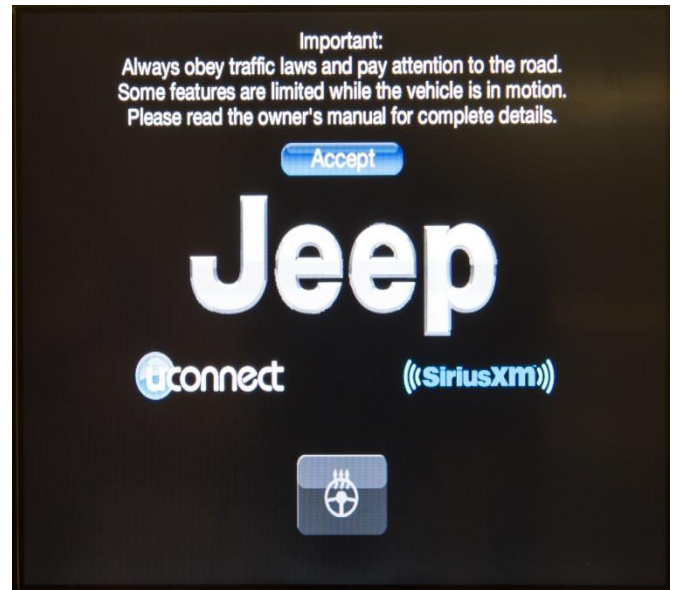 Important:
Always obey traffic laws and pay attention to the road.
Some features are limited while the vehicle is in motion.
Please read the owner's manual for complete details.
Accept
Jeep
uconnect
SiriusXM